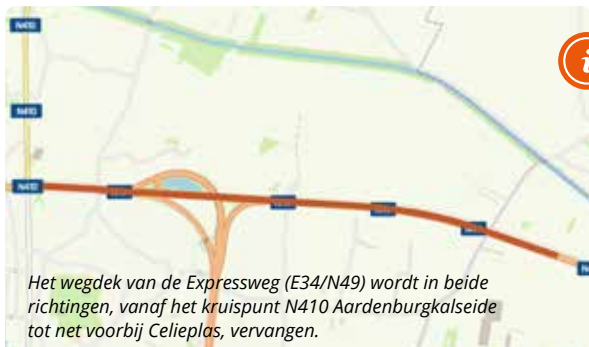 N410
N410
N410
i
Het wegdek van de Expressweg (E34/N49) wordt in beide
richtingen, vanaf het kruispunt N410 Aardenburgkalseide
tot net voorbij Celieplas, vervangen.